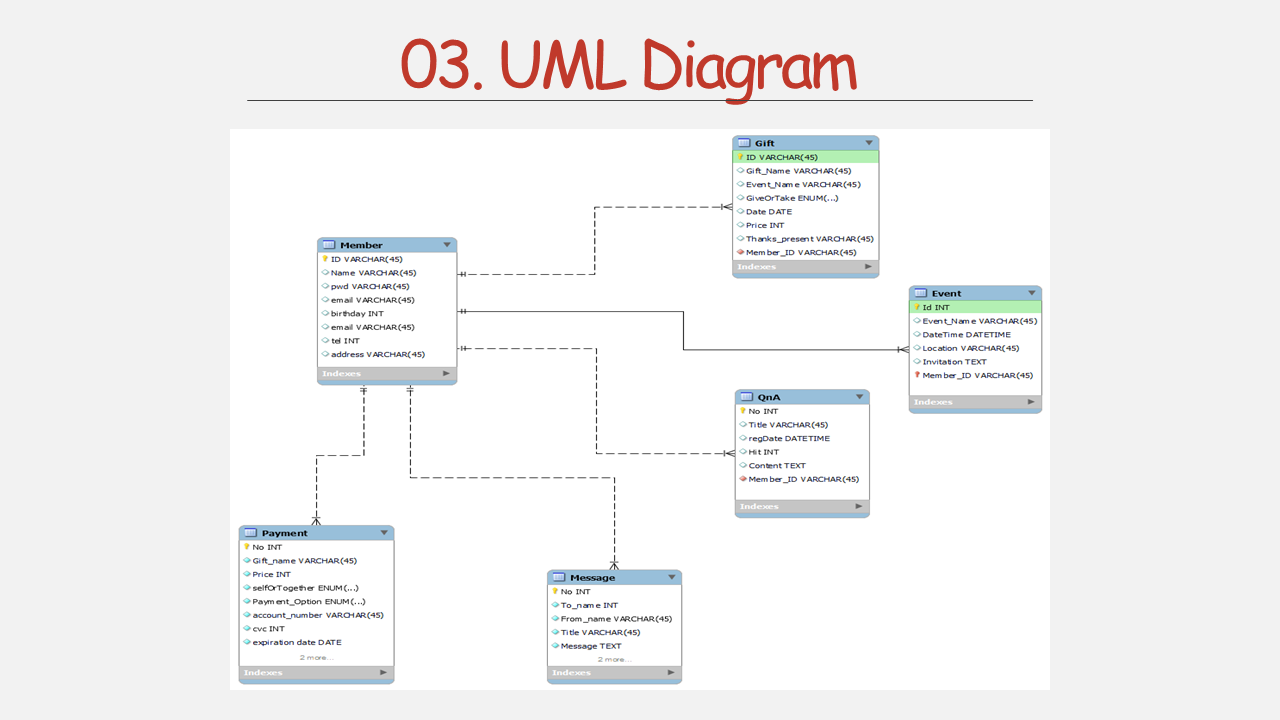 03. UML Diagram
Gift
ID VARCHAR(45)
Gift_Name VARCHAR(45)
Event_Name VARCHAR(45)
GiveOrTake ENUM(...)
Date DATE
Price INT
Thanks_present VARCHAR(45)
Member_ID VARCHAR(45)
Indexes
Member
ID VARCHAR(45)
Name VARCHAR(45)
pwd VARCHAR(45)
email VARCHAR(45)
birthday INT
email VARCHAR(45)
tel INT
address VARCHAR(45)
Indexes
Event
Id INT
Event_Name VARCHAR(45)
DateTime DATETIME
Location VARCHAR(45)
Invitation TEXT
Member_ID VARCHAR(45)
Indexes
QnA
No INT
Title VARCHAR(45)
regDate DATETIME
Hit INT
Content TEXT
Member_ID VARCHAR(45)
Indexes
Payment
No INT
Gift_name VARCHAR(45)
Price INT
selfOrTogether ENUM(...)
Payment_Option ENUM(...)
account_number VARCHAR(45)
cvc INT
expiration date DATE
2 more...
Indexes
Message
No INT
To_name INT
From_name VARCHAR(45)
Title VARCHAR(45)
Message TEXT
2 more...
Indexes